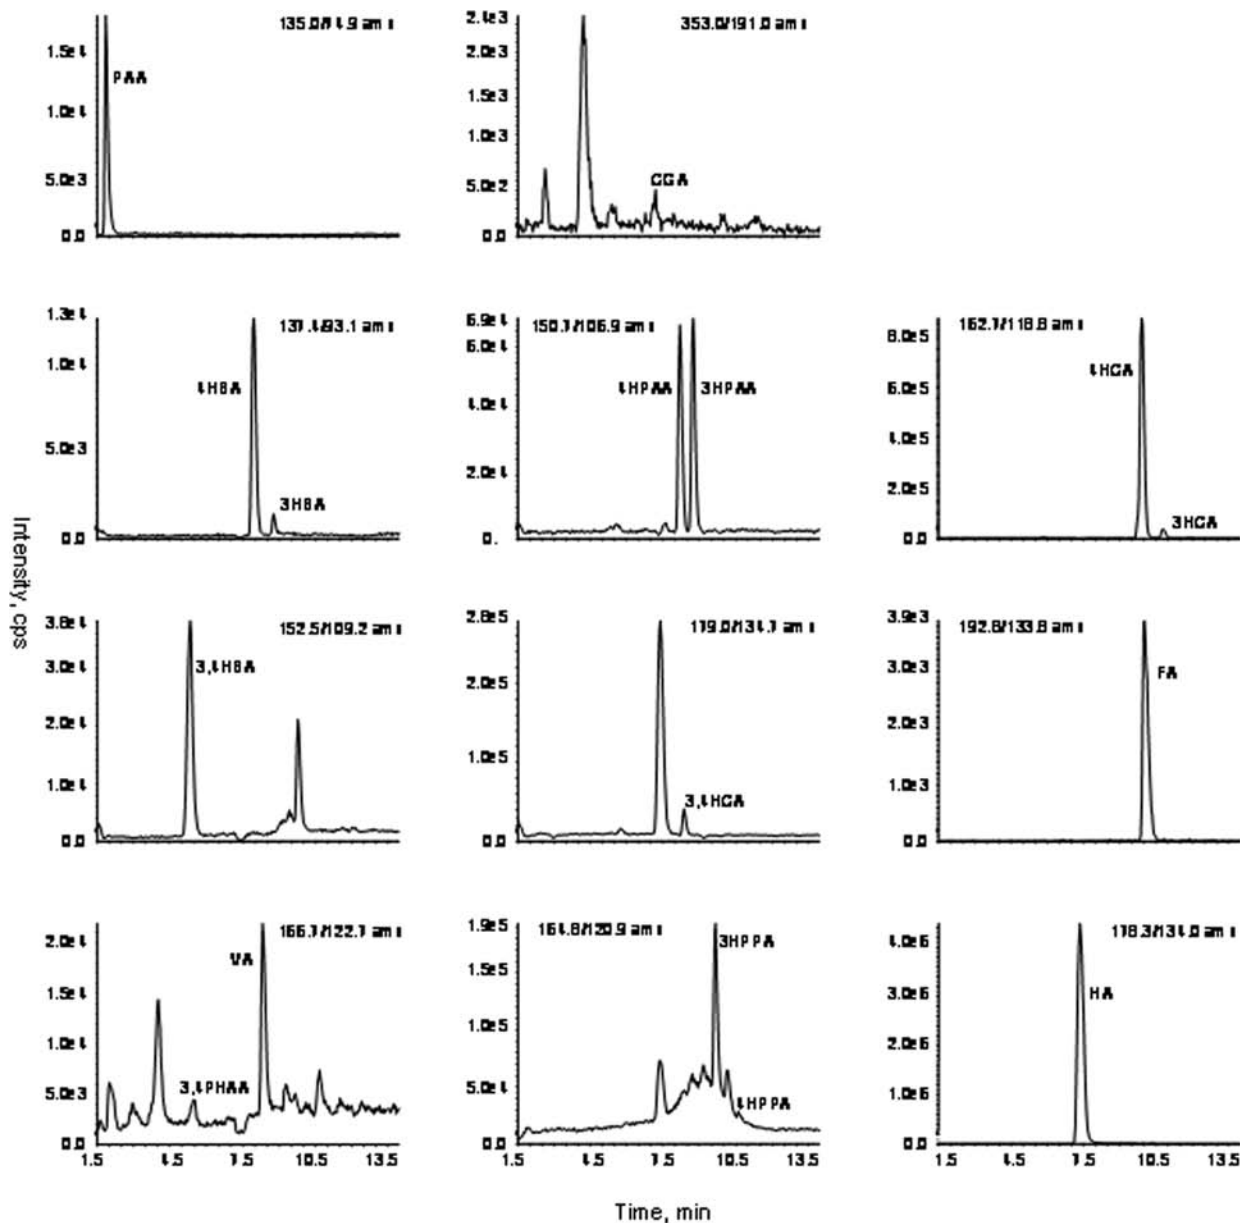 135.0/44.9 amu
1.5e4
PAA
1.0e4
5.0e3
0.0
353.0/191.0 amu
2.4e3
2.0e3
1.5e3
1.0e3
CGA
5.0e2
0.0
137.4/93.1 amu
1.3e4
1.0e4
4HBA
5.0e3
3HBA
0.0
150.7/106.9 amu
6.9e4
6.0e4
4HPAA
3HPAA
4.0e4
2.0e4
0.
162.7/118.8 amu
8.0e5
4HCA
6.0e5
4.0e5
2.0e5
3HCA
0.0
Intensity, cps
152.5/109.2 amu
3.8e4
3.0e4
3,4HBA
2.0e4
1.0e4
0.0
179.0/134.7 amu
2.8e5
2.0e5
1.0e5
3,4HCA
0.0
192.8/133.8 amu
3.9e3
3.0e3
FA
2.0e3
1.0e3
0.0
166.7/122.7 amu
2.0e4
VA
1.5e4
1.0e4
5.0e3
3,4PHAA
0.0
1.5 4.5 7.5 10.5 13.5
164.8/120.9 amu
1.9e5
3HPPA
1.5e5
1.0e5
5.0e4
4HPPA
0.0
1.5 4.5 7.5 10.5 13.5
178.3/134.0 amu
4.0e6
HA
3.0e6
2.0e6
1.0e6
0.0
1.5 4.5 7.5 10.5 13.5
Time, min